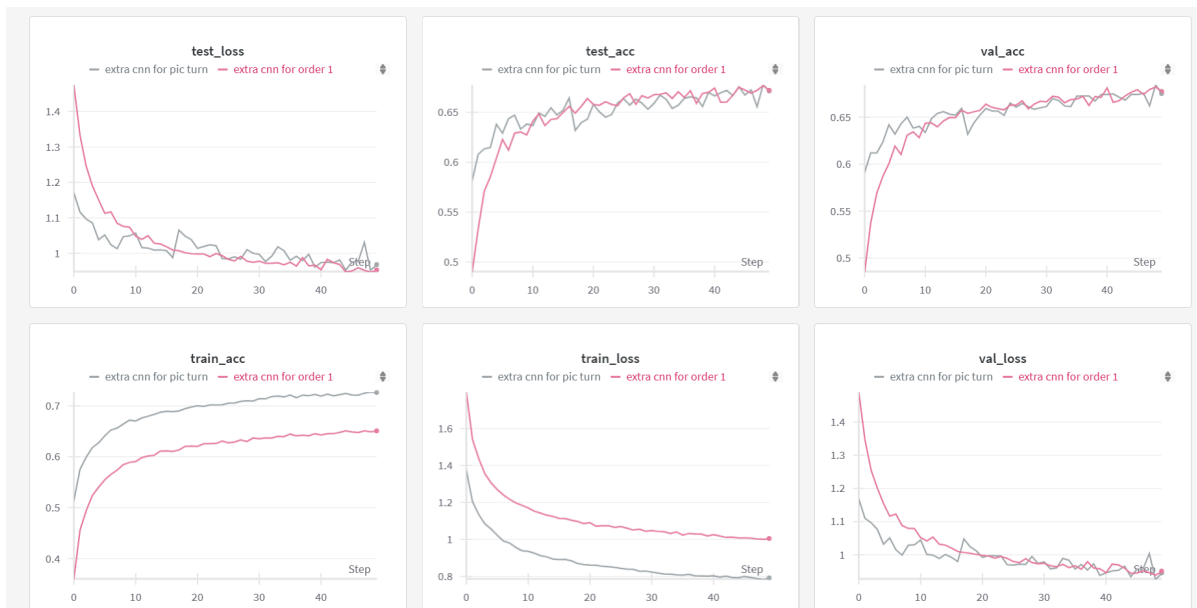 test_loss
extra cnn for pic turn extra cnn for order 1
1.4
1.3
1.2
1.1
1
Step
0 10 20 30 40
test_acc
extra cnn for pic turn extra cnn for order 1
0.65
0.6
0.55
0.5
Step
0 10 20 30 40
val_acc
extra cnn for pic turn extra cnn for order 1
0.65
0.6
0.55
0.5
Step
0 10 20 30 40
train_acc
extra cnn for pic turn extra cnn for order 1
0.7
0.6
0.5
0.4
Step
0 10 20 30 40
train_loss
extra cnn for pic turn extra cnn for order 1
1.6
1.4
1.2
1
0.8
Step
0 10 20 30 40
val_loss
extra cnn for pic turn extra cnn for order 1
1.4
1.3
1.2
1.1
1
Step
0 10 20 30 40